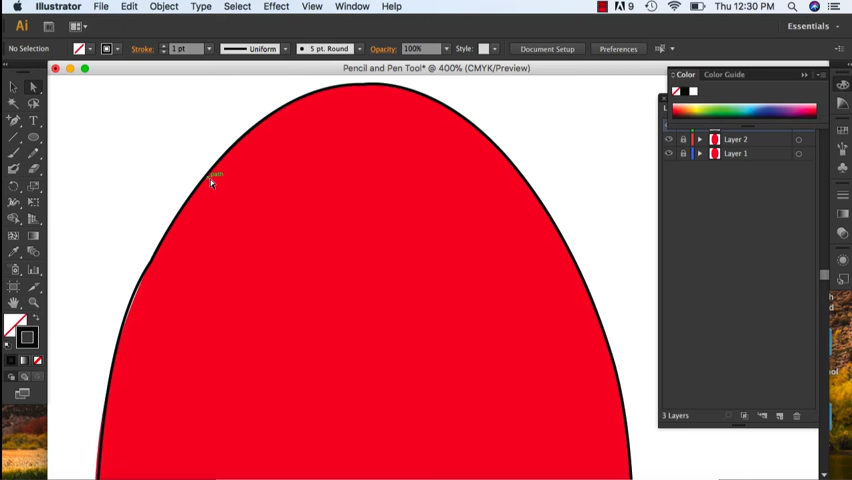 Illustrator File Edit Object Type Select Effect View Window Help 9 Thu 12:30 PM
Ai Essentials
No Selection Stroke: 1 pt Uniform 5 pt. Round Opacity: 100% Style: Document Setup Preferences
Pencil and Pen Tool* @ 400% (CMYK/Preview)
Color Color Guide
Layer 2
Layer 1
path
3 Layers